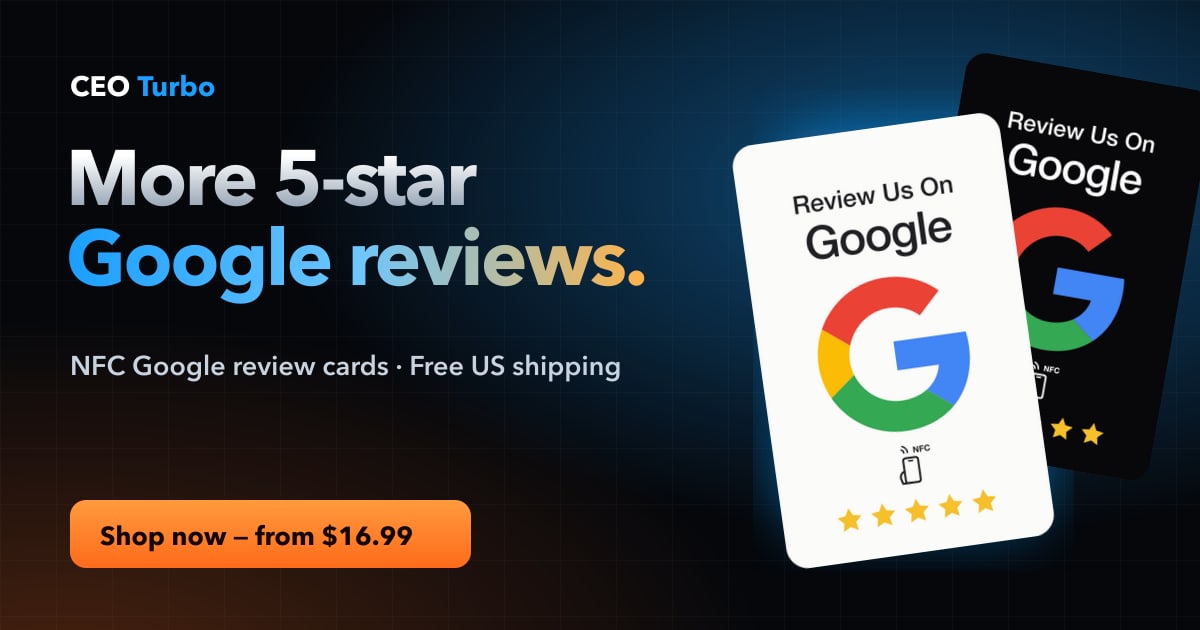 CEO Turbo
More 5-star
Google reviews.
NFC Google review cards · Free US shipping
Shop now – from $16.99
Review Us On
Google
NFC
Review Us On
Google
NFC